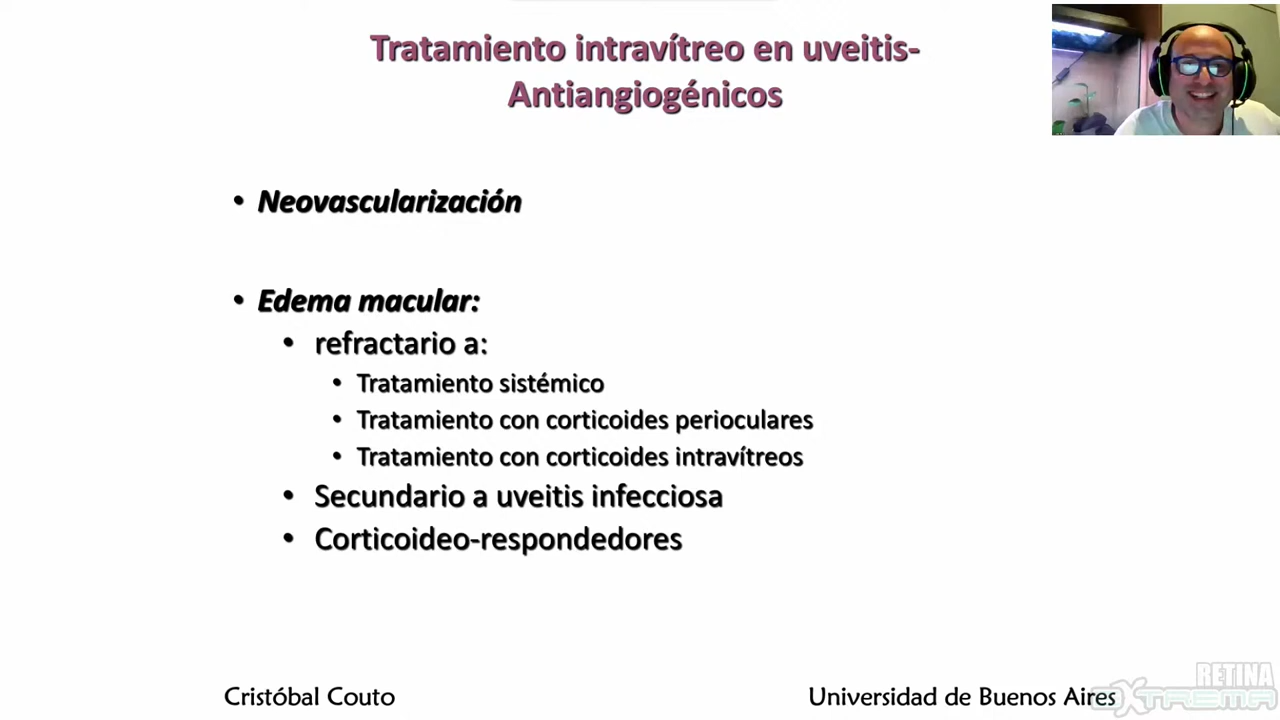 Tratamiento intravítreo en uveitis-
Antiangiogénicos
• Neovascularización
• Edema macular:
• refractario a:
• Tratamiento sistémico
• Tratamiento con corticoides perioculares
• Tratamiento con corticoides intravítreos
• Secundario a uveitis infecciosa
• Corticoideo-respondedores
Cristóbal Couto
Universidad de Buenos Aires
RETINA
EXTREMA